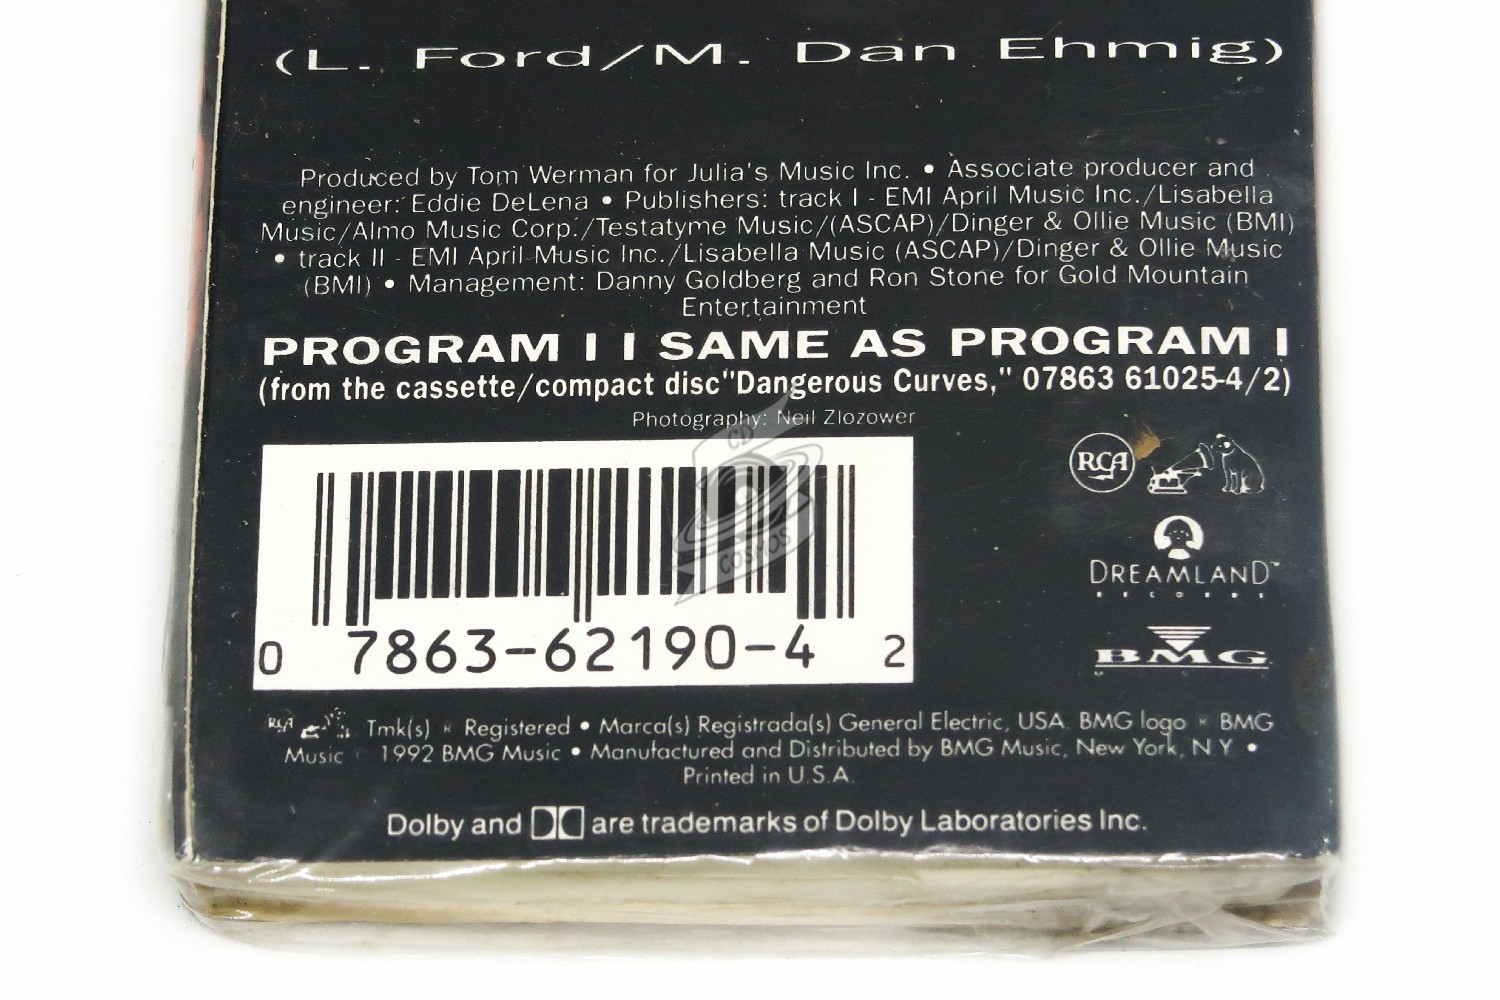 (L. Ford/M. Dan Ehmig)
Produced by Tom Werman for Julia's Music Inc. • Associate producer and
engineer: Eddie DeLena • Publishers: track I - EMI April Music Inc./Lisabella
Music/Almo Music Corp./Testatyme Music/(ASCAP)/Dinger & Ollie Music (BMI)
• track II - EMI April Music Inc./Lisabella Music (ASCAP)/Dinger & Ollie Music
(BMI) • Management: Danny Goldberg and Ron Stone for Gold Mountain
Entertainment
PROGRAM II SAME AS PROGRAM I
(from the cassette/compact disc "Dangerous Curves," 07863 61025-4/2)
Photography: Neil Zlozower
CD
COSMOS
0 7863-62190-4 2
RCA
DREAMLAND™
RECORDS
BMG
RCA Tmk(s) ® Registered • Marca(s) Registrada(s) General Electric, USA. BMG logo ® BMG
Music © 1992 BMG Music • Manufactured and Distributed by BMG Music, New York, N.Y. •
Printed in U.S.A.
Dolby and are trademarks of Dolby Laboratories Inc.